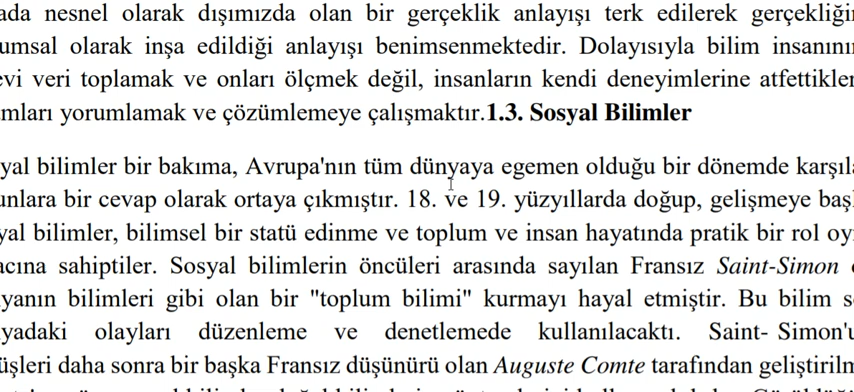 ada nesnel olarak dışımızda olan bir gerçeklik anlayışı terk edilerek gerçekliği
umsal olarak inşa edildiği anlayışı benimsenmektedir. Dolayısıyla bilim insanını
evi veri toplamak ve onları ölçmek değil, insanların kendi deneyimlerine atfettikler
mları yorumlamak ve çözümlemeye çalışmaktır.1.3. Sosyal Bilimler
yal bilimler bir bakıma, Avrupa'nın tüm dünyaya egemen olduğu bir dönemde karşıla
unlara bir cevap olarak ortaya çıkmıştır. 18. ve 19. yüzyıllarda doğup, gelişmeye baş
yal bilimler, bilimsel bir statü edinme ve toplum ve insan hayatında pratik bir rol oy
acına sahiptiler. Sosyal bilimlerin öncüleri arasında sayılan Fransız Saint-Simon
yanın bilimleri gibi olan bir "toplum bilimi" kurmayı hayal etmiştir. Bu bilim s
yadaki olayları düzenleme ve denetlemede kullanılacaktı. Saint- Simon'u
üşleri daha sonra bir başka Fransız düşünürü olan Auguste Comte tarafından geliştirilm